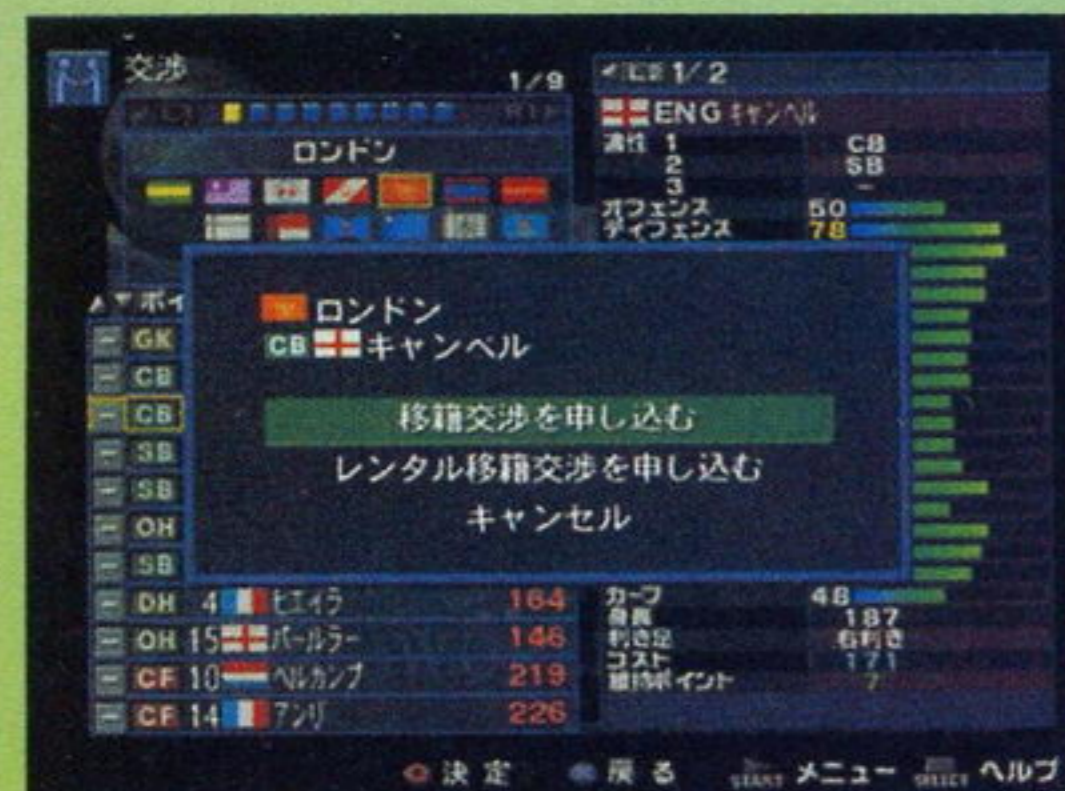 交渉
1/9
ロンドン
ポイ
GK
CB
CB
SB
SB
OH
SB
DH 4 ビエイラ 164
OH 15 パールラー 146
CF 10 ベルカンプ 219
CF 14 アンリ 226
1/2
ENG キャンベル
適性 1 CB
2 SB
3 -
オフェンス 50
ディフェンス 78
カーブ 48
身長 187
利き足 右利き
コスト 171
維持ポイント 7
ロンドン
CB キャンベル
移籍交渉を申し込む
レンタル移籍交渉を申し込む
キャンセル
決定 戻る START メニュー SELECT ヘルプ